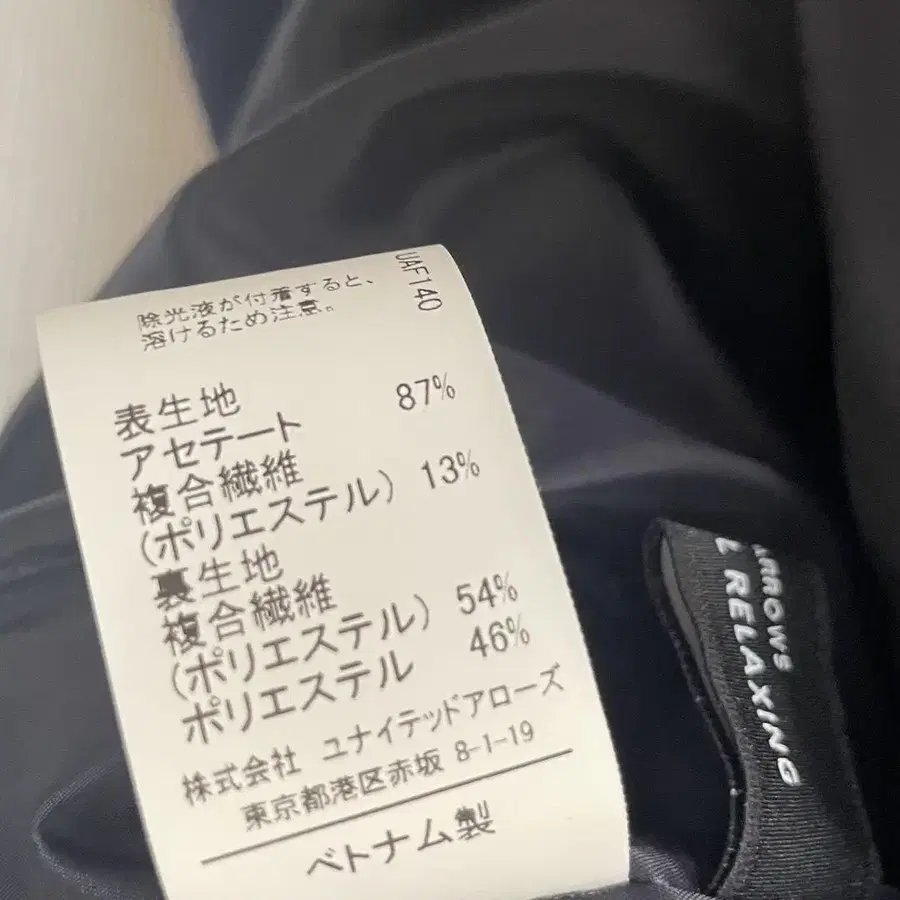 UAF140
除光液が付着すると、
溶けるため注意。
表生地
アセテート 87%
複合繊維
(ポリエステル) 13%
裏生地
複合繊維
(ポリエステル) 54%
ポリエステル 46%
株式会社 ユナイテッドアローズ
東京都港区赤坂 8-1-19
ベトナム製
ARROWS
L RELAXING